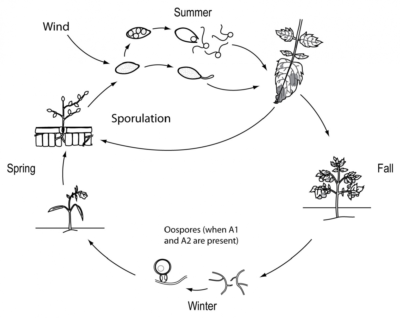 Summer
Wind
Sporulation
Spring
Fall
Oospores (when A1
and A2 are present)
Winter